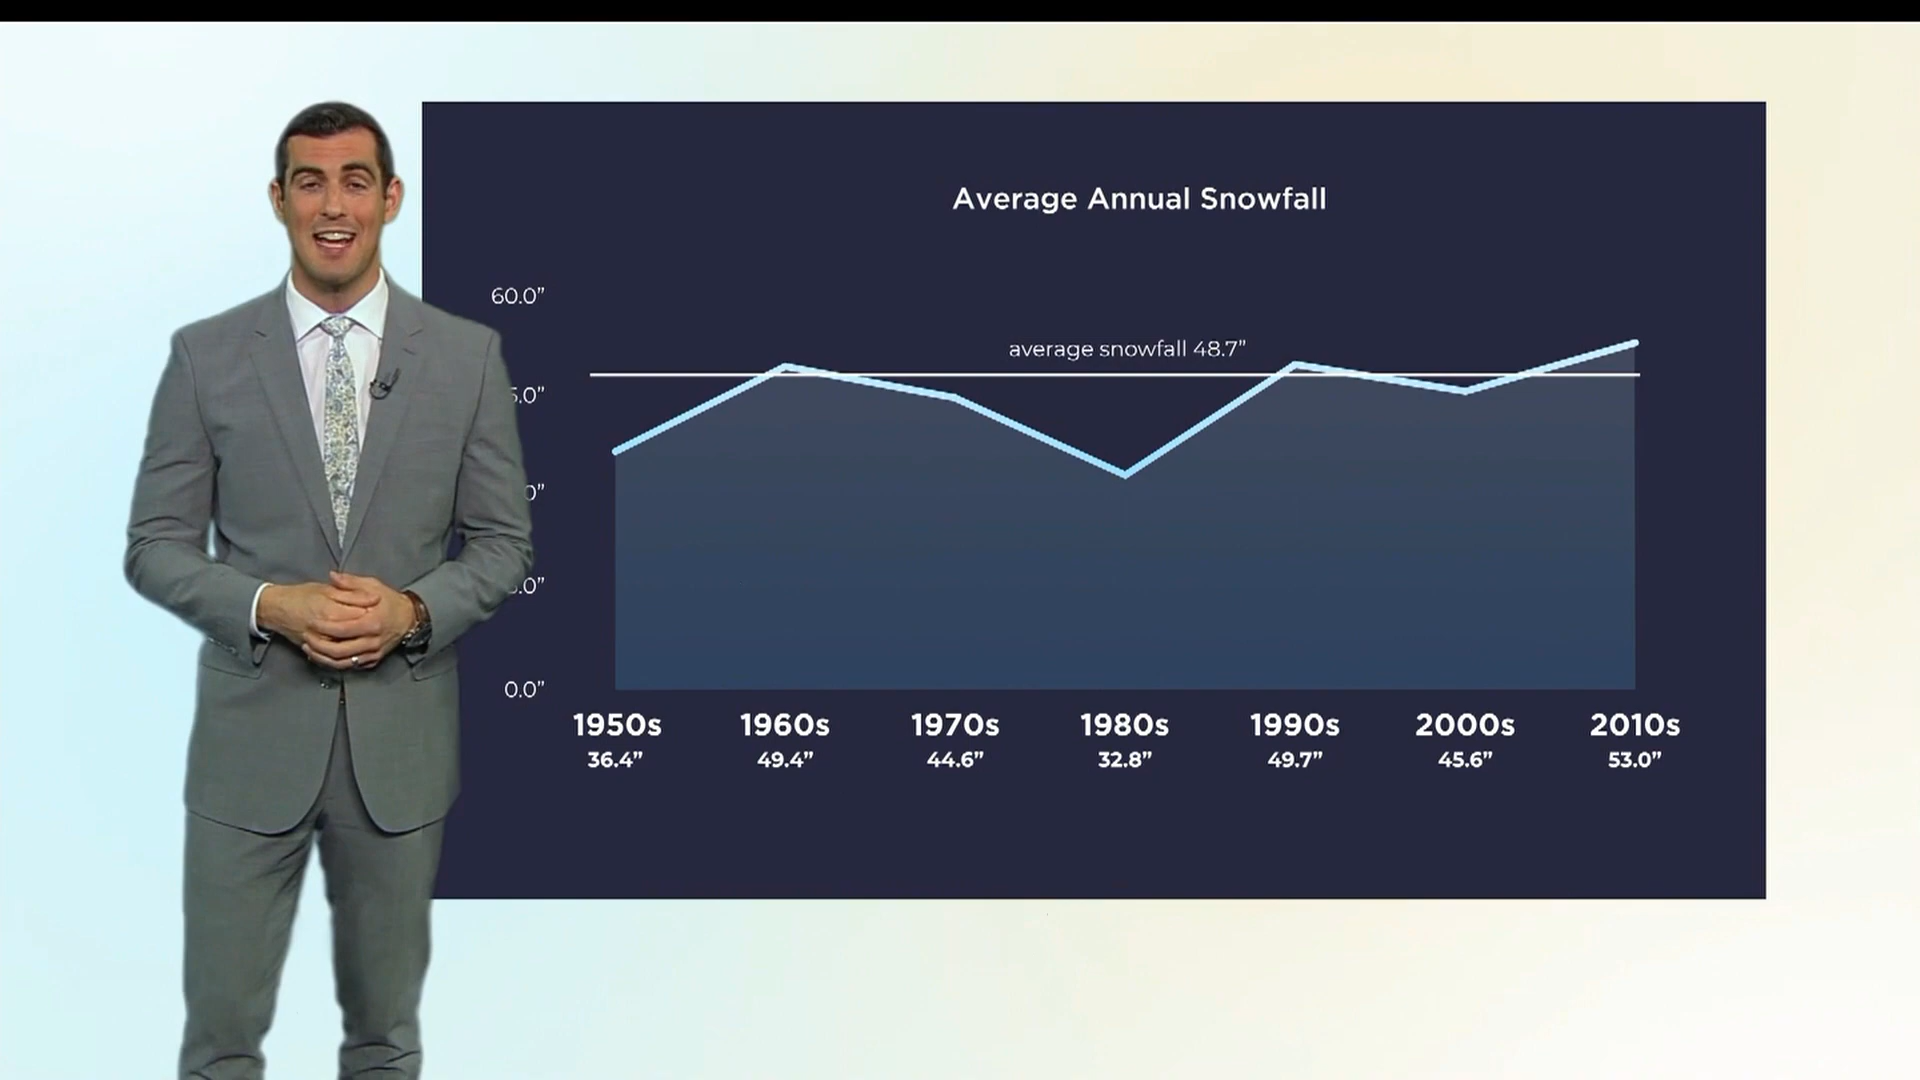 Average Annual Snowfall
60.0”
average snowfall 48.7”
0.0”
1950s 1960s 1970s 1980s 1990s 2000s 2010s
36.4” 49.4” 44.6” 32.8” 49.7” 45.6” 53.0”